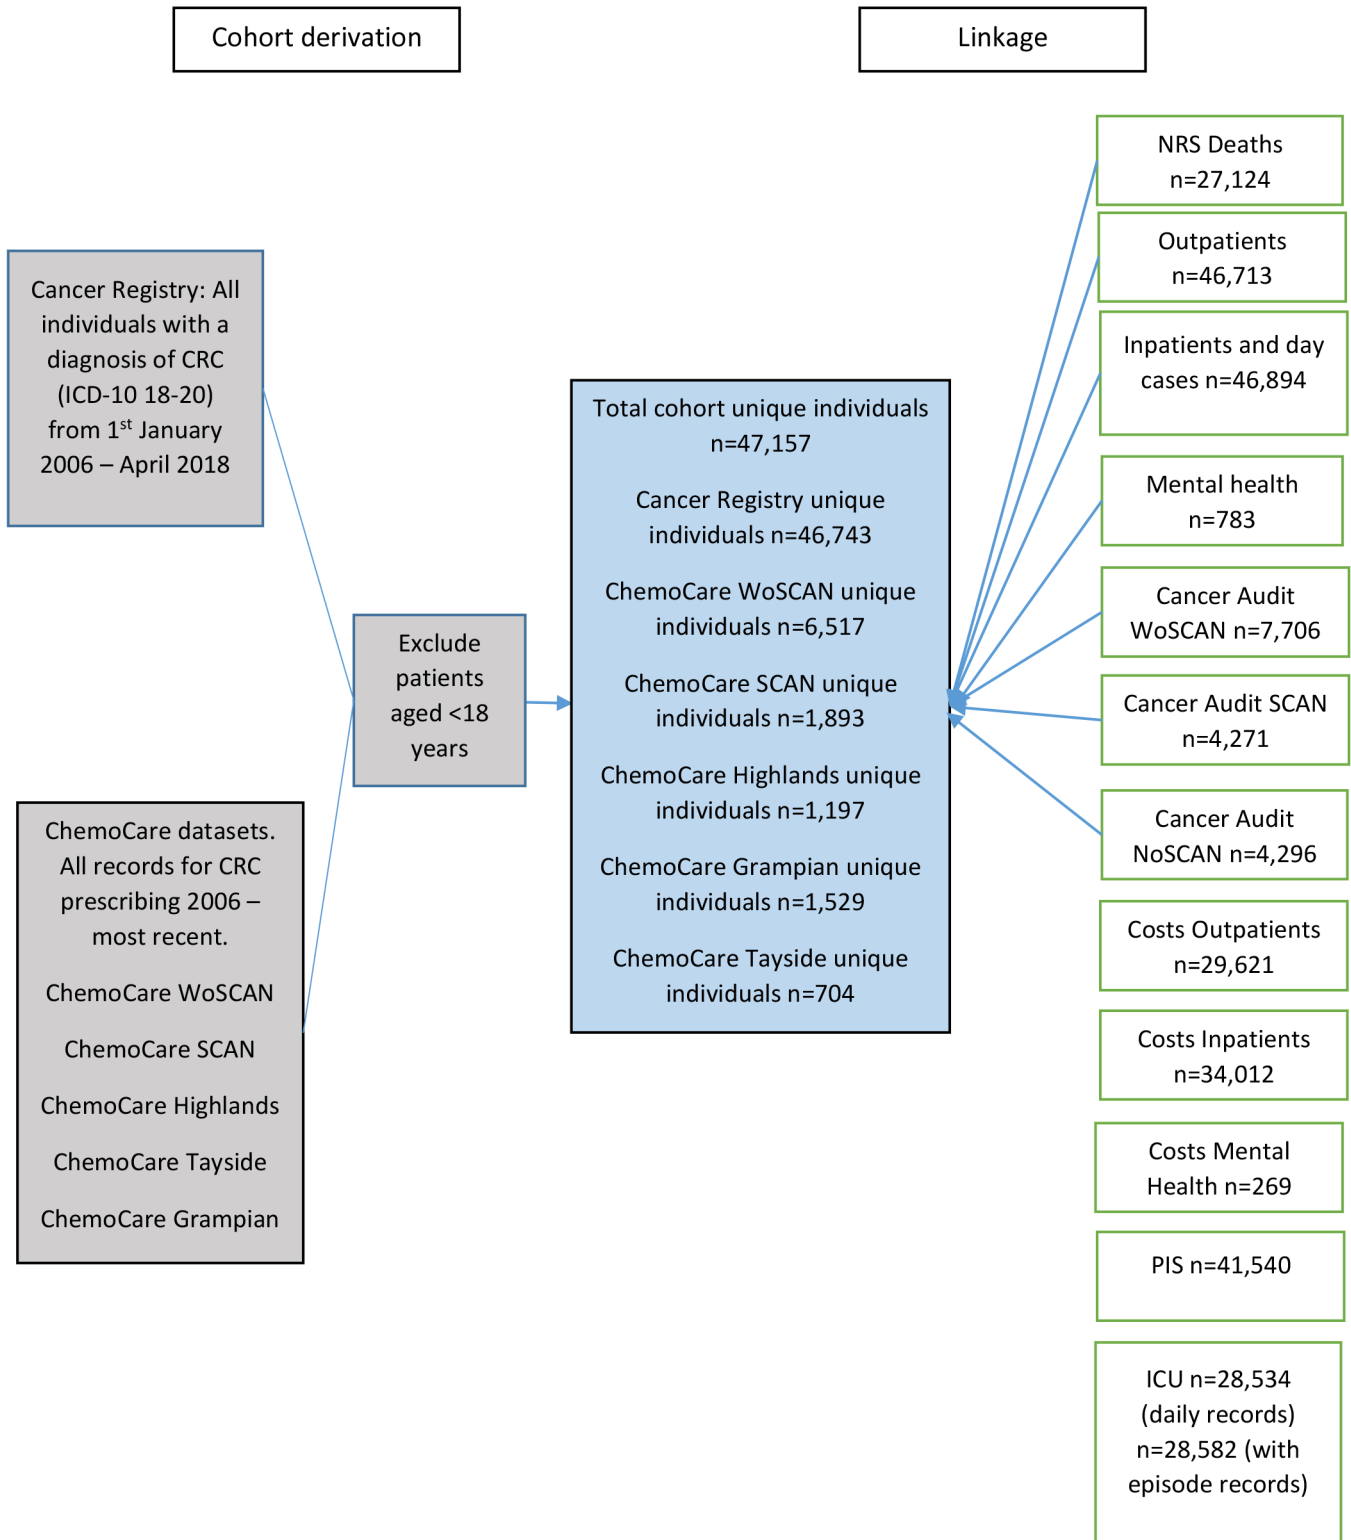 Cohort derivation
Linkage
Cancer Registry: All
individuals with a
diagnosis of CRC
(ICD-10 18-20)
from 1st January
2006 – April 2018
ChemoCare datasets.
All records for CRC
prescribing 2006 –
most recent.
ChemoCare WoSCAN
ChemoCare SCAN
ChemoCare Highlands
ChemoCare Tayside
ChemoCare Grampian
Exclude
patients
aged <18
years
Total cohort unique individuals
n=47,157
Cancer Registry unique
individuals n=46,743
ChemoCare WoSCAN unique
individuals n=6,517
ChemoCare SCAN unique
individuals n=1,893
ChemoCare Highlands unique
individuals n=1,197
ChemoCare Grampian unique
individuals n=1,529
ChemoCare Tayside unique
individuals n=704
NRS Deaths
n=27,124
Outpatients
n=46,713
Inpatients and day
cases n=46,894
Mental health
n=783
Cancer Audit
WoSCAN n=7,706
Cancer Audit SCAN
n=4,271
Cancer Audit
NoSCAN n=4,296
Costs Outpatients
n=29,621
Costs Inpatients
n=34,012
Costs Mental
Health n=269
PIS n=41,540
ICU n=28,534
(daily records)
n=28,582 (with
episode records)